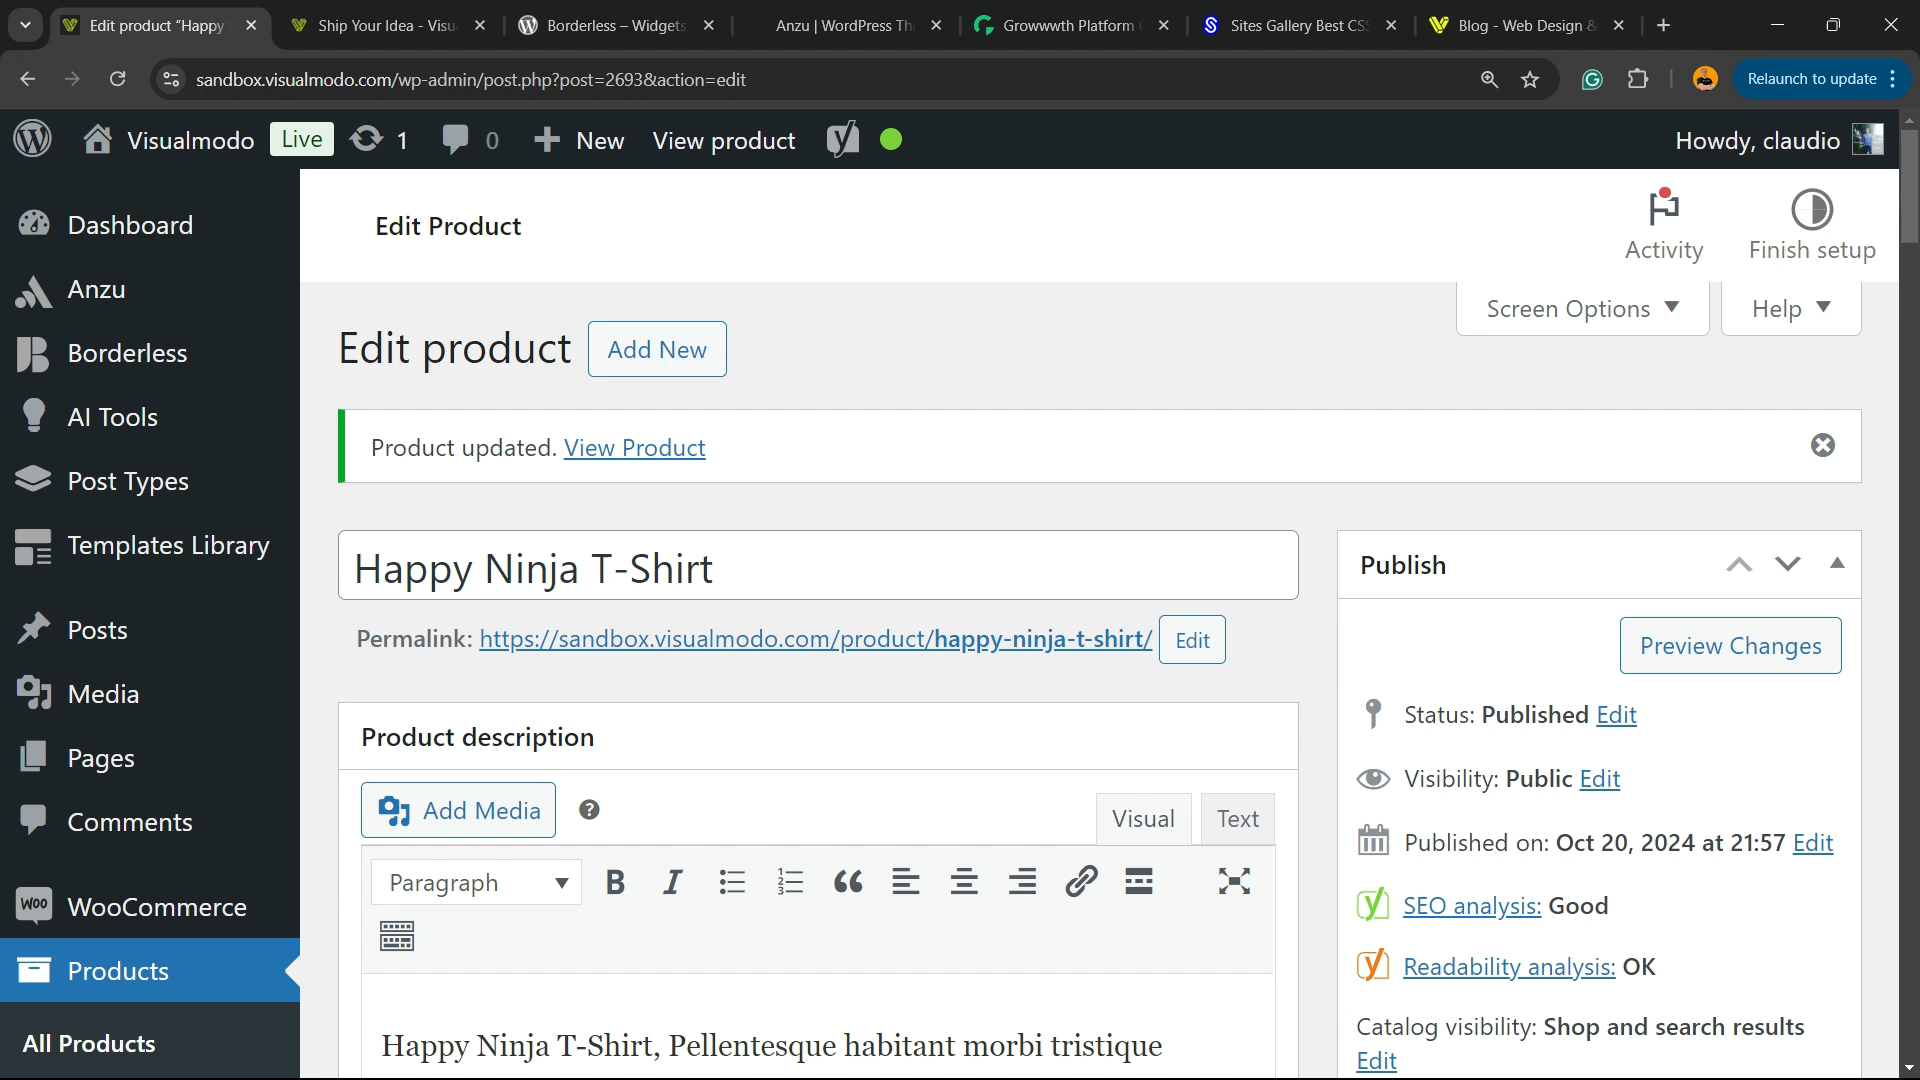 Edit product “Happy
Ship Your Idea - Visu
Borderless – Widgets
Anzu | WordPress Th
Growwwth Platform
Sites Gallery Best CSS
Blog - Web Design &
sandbox.visualmodo.com/wp-admin/post.php?post=2693&action=edit
Relaunch to update
Visualmodo Live 1 0 New View product
Howdy, claudio
Dashboard
Anzu
Borderless
AI Tools
Post Types
Templates Library
Posts
Media
Pages
Comments
WooCommerce
Products
All Products
Edit Product
Activity
Finish setup
Screen Options
Help
Edit product
Add New
Product updated. View Product
Happy Ninja T-Shirt
Permalink: https://sandbox.visualmodo.com/product/happy-ninja-t-shirt/ Edit
Product description
Add Media
Visual
Text
Paragraph
Happy Ninja T-Shirt, Pellentesque habitant morbi tristique
Publish
Preview Changes
Status: Published Edit
Visibility: Public Edit
Published on: Oct 20, 2024 at 21:57 Edit
SEO analysis: Good
Readability analysis: OK
Catalog visibility: Shop and search results
Edit